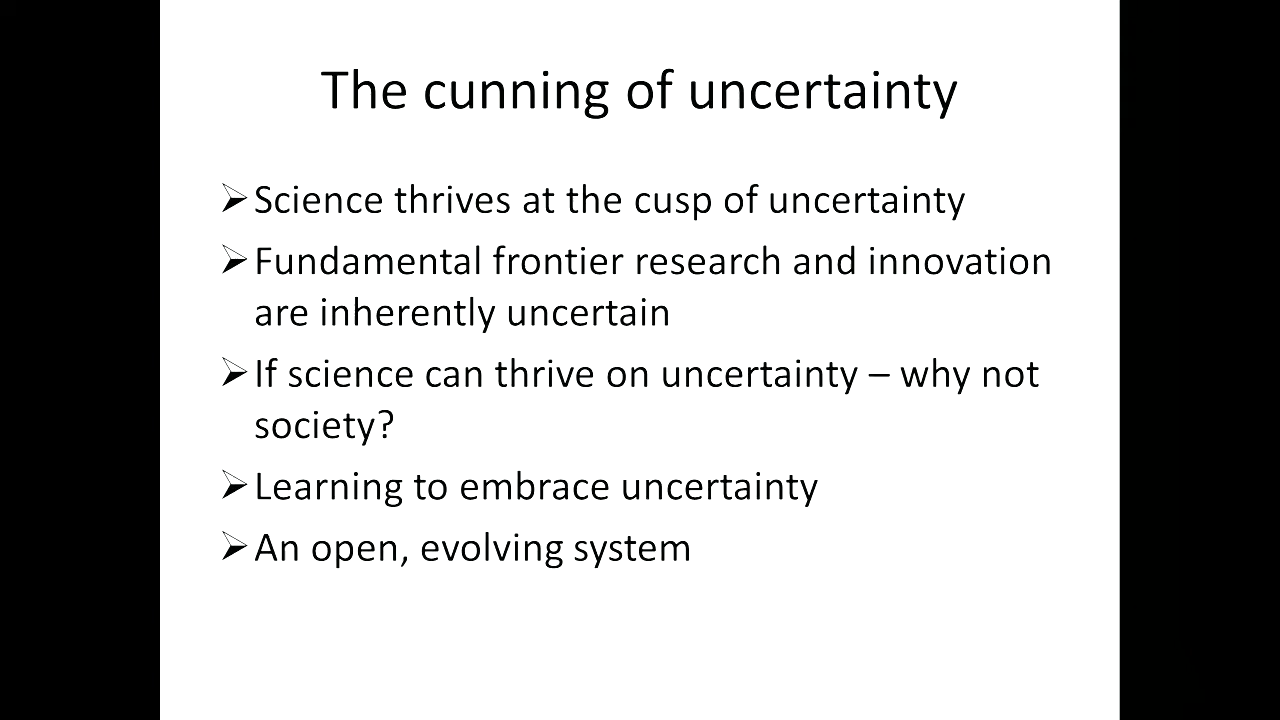 The cunning of uncertainty
➢Science thrives at the cusp of uncertainty
➢Fundamental frontier research and innovation
are inherently uncertain
➢If science can thrive on uncertainty – why not
society?
➢Learning to embrace uncertainty
➢An open, evolving system